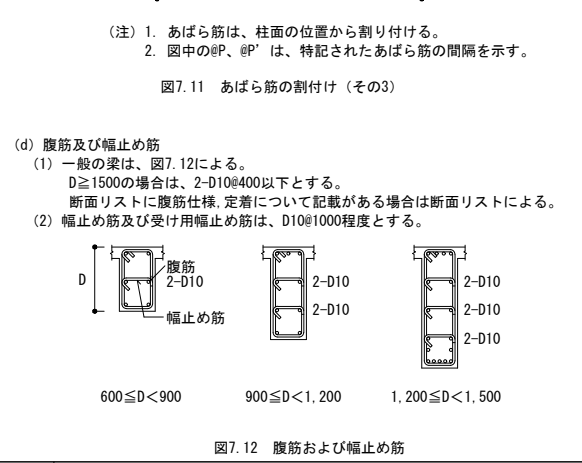 （注）1. あばら筋は、柱面の位置から割り付ける。
2. 図中の@P、@P’は、特記されたあばら筋の間隔を示す。
図7.11　あばら筋の割付け（その3）
(d) 腹筋及び幅止め筋
(1) 一般の梁は、図7.12による。
D≧1500の場合は、2-D10@400以下とする。
断面リストに腹筋仕様,定着について記載がある場合は断面リストによる。
(2) 幅止め筋及び受け用幅止め筋は、D10@1000程度とする。
D
腹筋
2-D10
幅止め筋
2-D10
2-D10
2-D10
2-D10
2-D10
600≦D＜900
900≦D＜1,200
1,200≦D＜1,500
図7.12　腹筋および幅止め筋